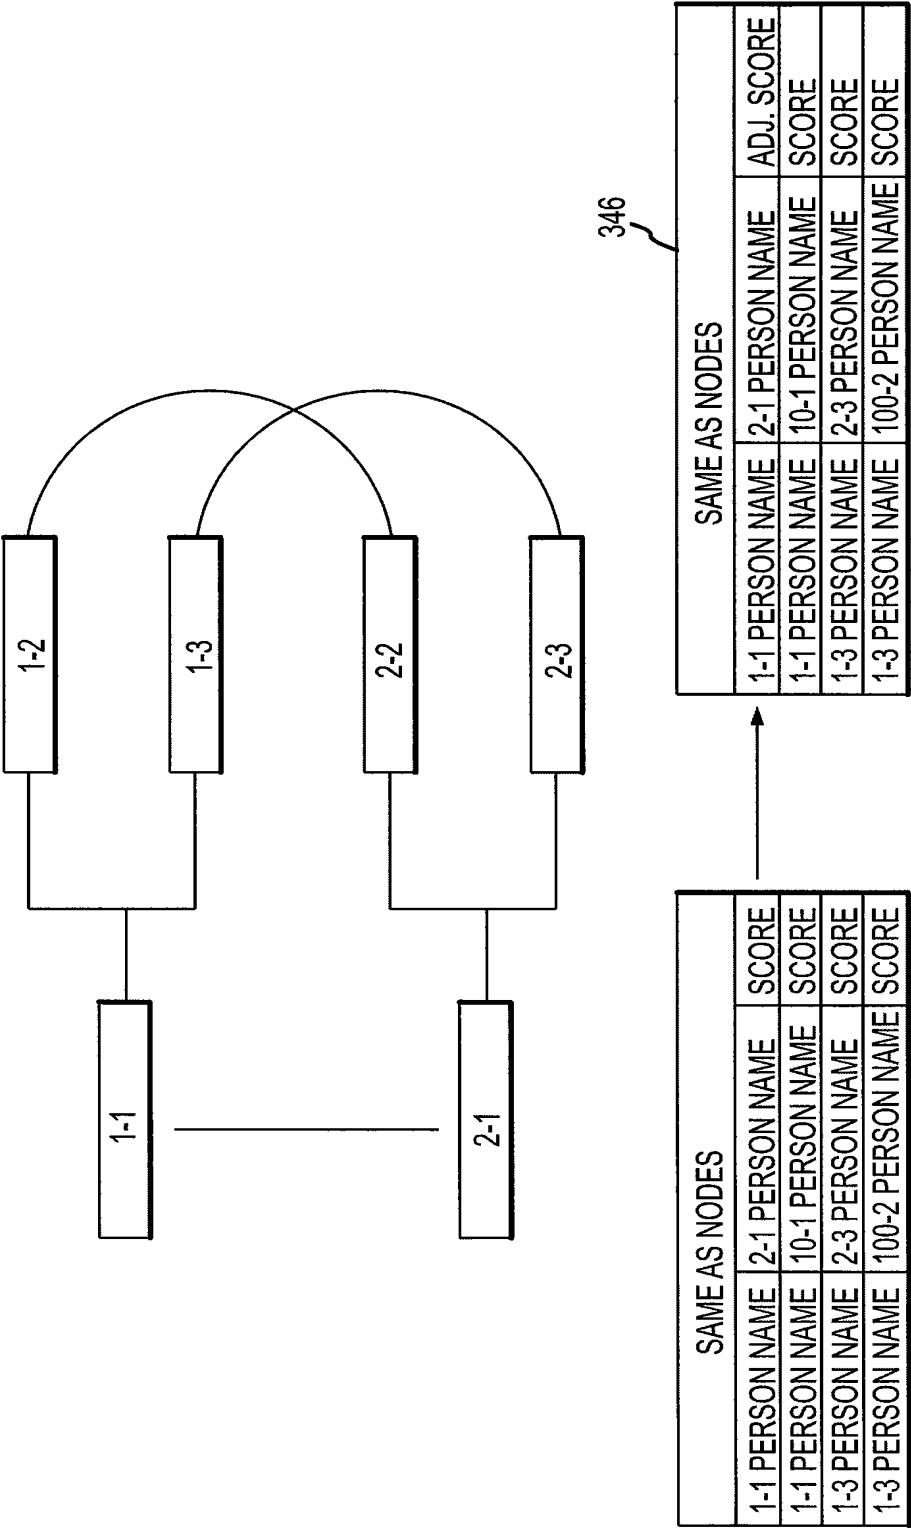 1-2
1-1
1-3
2-2
2-1
2-3
346
SAME AS NODES
1-1 PERSON NAME 2-1 PERSON NAME SCORE
1-1 PERSON NAME 10-1 PERSON NAME SCORE
1-3 PERSON NAME 2-3 PERSON NAME SCORE
1-3 PERSON NAME 100-2 PERSON NAME SCORE
SAME AS NODES
1-1 PERSON NAME 2-1 PERSON NAME ADJ. SCORE
1-1 PERSON NAME 10-1 PERSON NAME SCORE
1-3 PERSON NAME 2-3 PERSON NAME SCORE
1-3 PERSON NAME 100-2 PERSON NAME SCORE